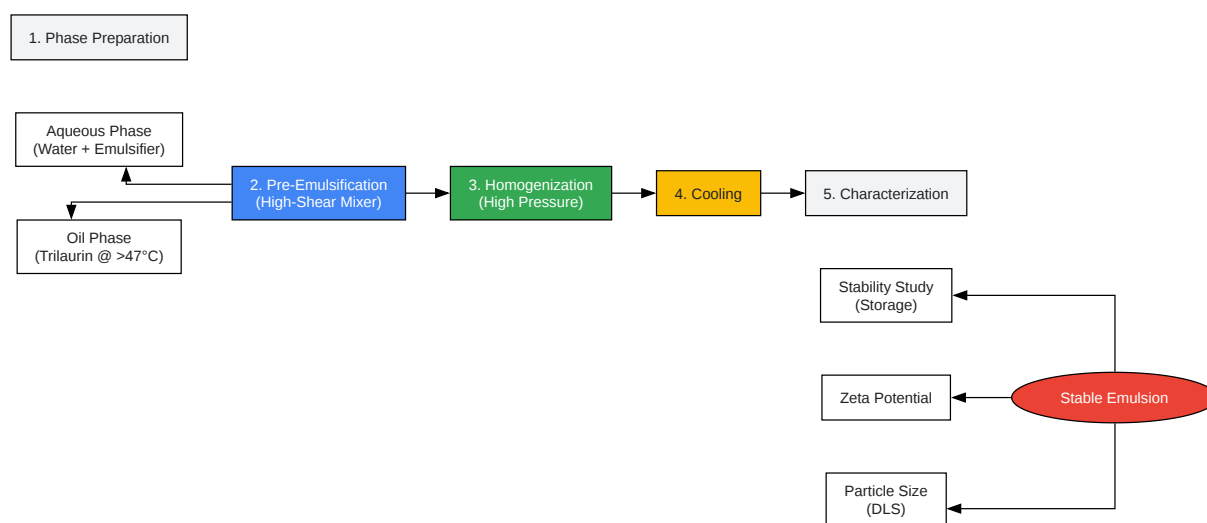 1. Phase Preparation
Aqueous Phase
(Water + Emulsifier)
Oil Phase
(Trilaurin @ >47°C)
2. Pre-Emulsification
(High-Shear Mixer)
3. Homogenization
(High Pressure)
4. Cooling
5. Characterization
Stability Study
(Storage)
Zeta Potential
Stable Emulsion
Particle Size
(DLS)